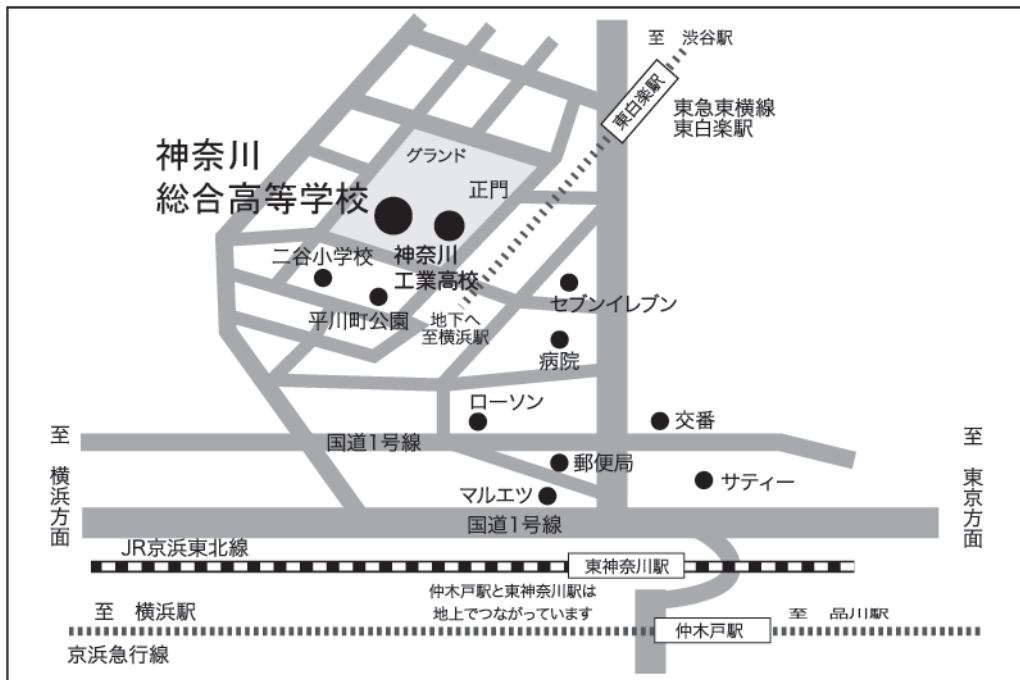 至 渋谷駅
東白楽駅
東急東横線
東白楽駅
グランド
神奈川
総合高等学校
正門
神奈川
工業高校
二谷小学校
平川町公園
地下へ
至横浜駅
セブンイレブン
病院
ローソン
交番
至 横浜方面
国道1号線
至 東京方面
郵便局
サティー
マルエツ
国道1号線
JR京浜東北線
東神奈川駅
仲木戸駅と東神奈川駅は
地上でつながっています
至 横浜駅
至 品川駅
仲木戸駅
京浜急行線